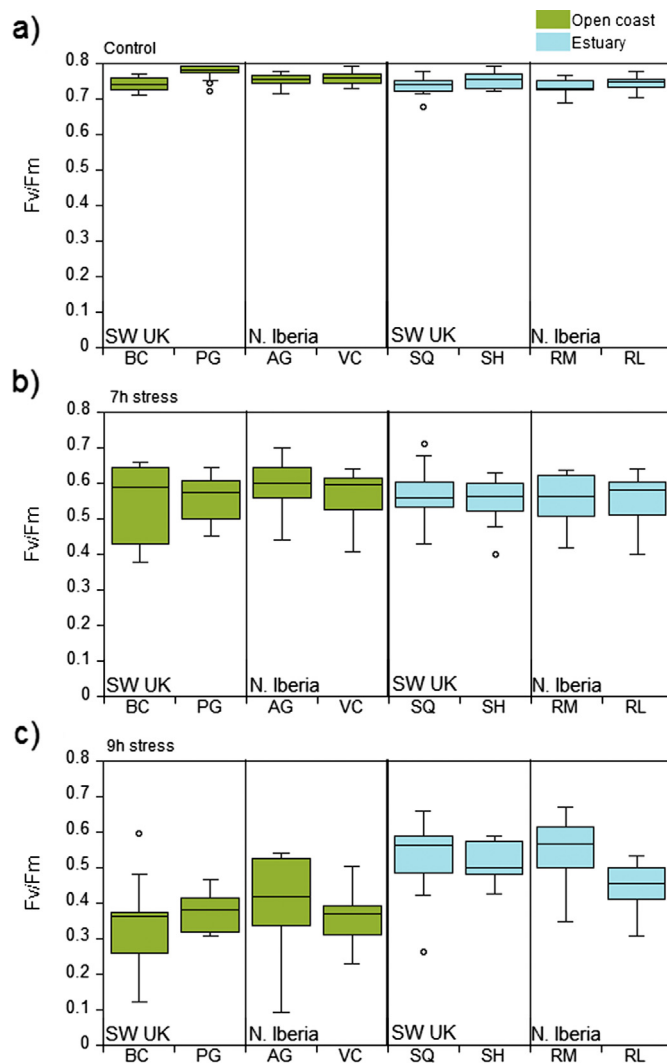 Open coast
Estuary
a)
Control
0.8
0.7
0.6
0.5
0.4
0.3
0.2
0.1
0
Fv/Fm
SW UK
N. Iberia
SW UK
N. Iberia
BC PG AG VC SQ SH RM RL
b)
7h stress
0.8
0.7
0.6
0.5
0.4
0.3
0.2
0.1
0
Fv/Fm
SW UK
N. Iberia
SW UK
N. Iberia
BC PG AG VC SQ SH RM RL
c)
9h stress
0.8
0.7
0.6
0.5
0.4
0.3
0.2
0.1
0
Fv/Fm
SW UK
N. Iberia
SW UK
N. Iberia
BC PG AG VC SQ SH RM RL